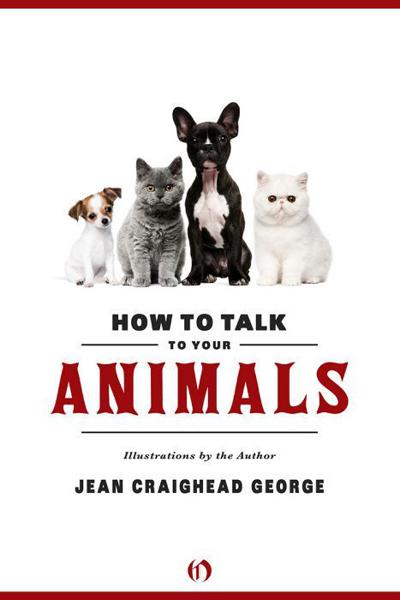 HOW TO TALK
TO YOUR
ANIMALS
Illustrations by the Author
JEAN CRAIGHEAD GEORGE